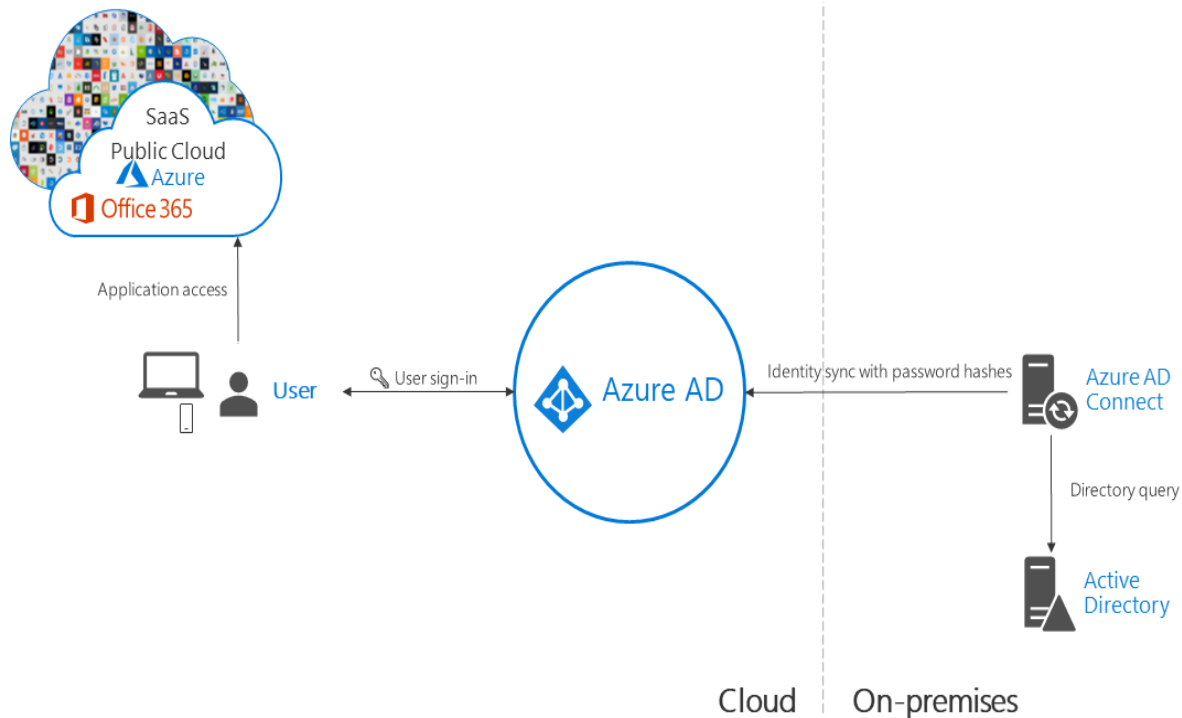 SaaS
Public Cloud
Azure
Office 365
Application access
User
User sign-in
Azure AD
Identity sync with password hashes
Azure AD
Connect
Directory query
Active
Directory
Cloud
On-premises